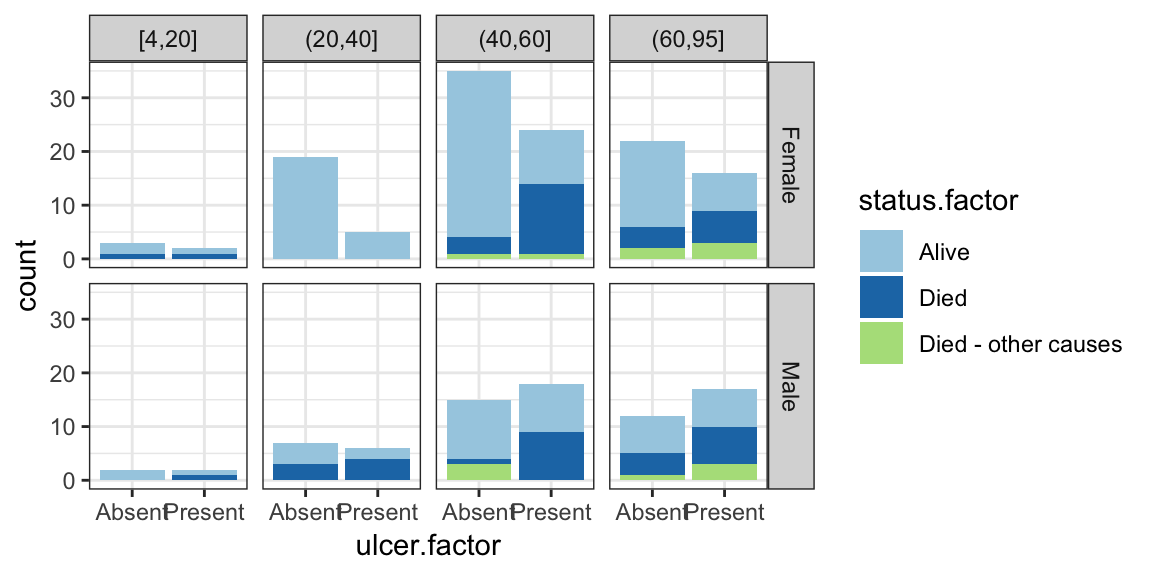 [4,20] (20,40] (40,60] (60,95]
30
20
10
0
Female
30
20
10
0
Male
count
Absent Present Absent Present Absent Present Absent Present
ulcer.factor
status.factor
Alive
Died
Died - other causes